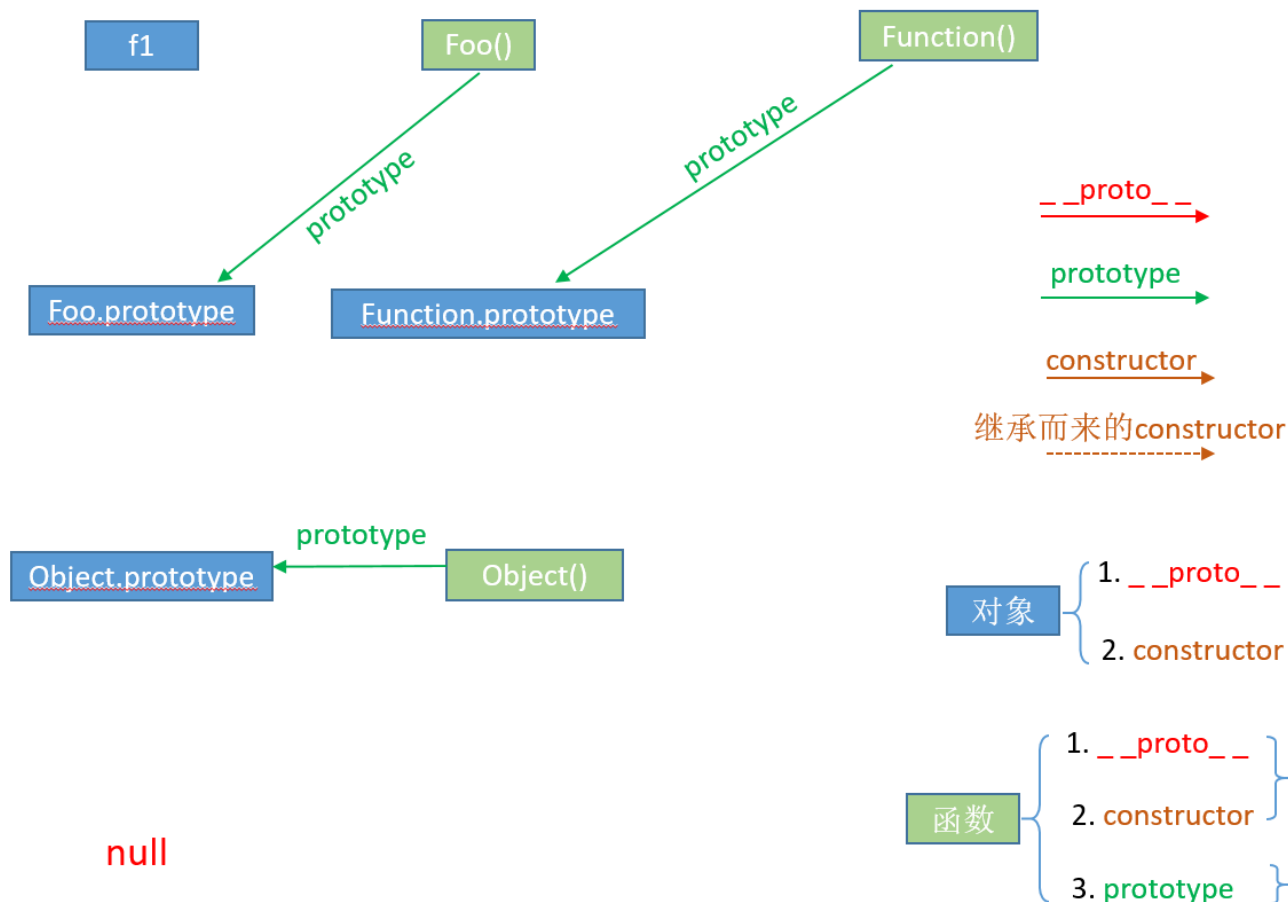 f1
Foo()
Function()
prototype
prototype
_ _proto_ _
prototype
Foo.prototype
Function.prototype
constructor
继承而来的constructor
prototype
Object.prototype
Object()
对象
1. _ _proto_ _
2. constructor
函数
1. _ _proto_ _
2. constructor
3. prototype
null